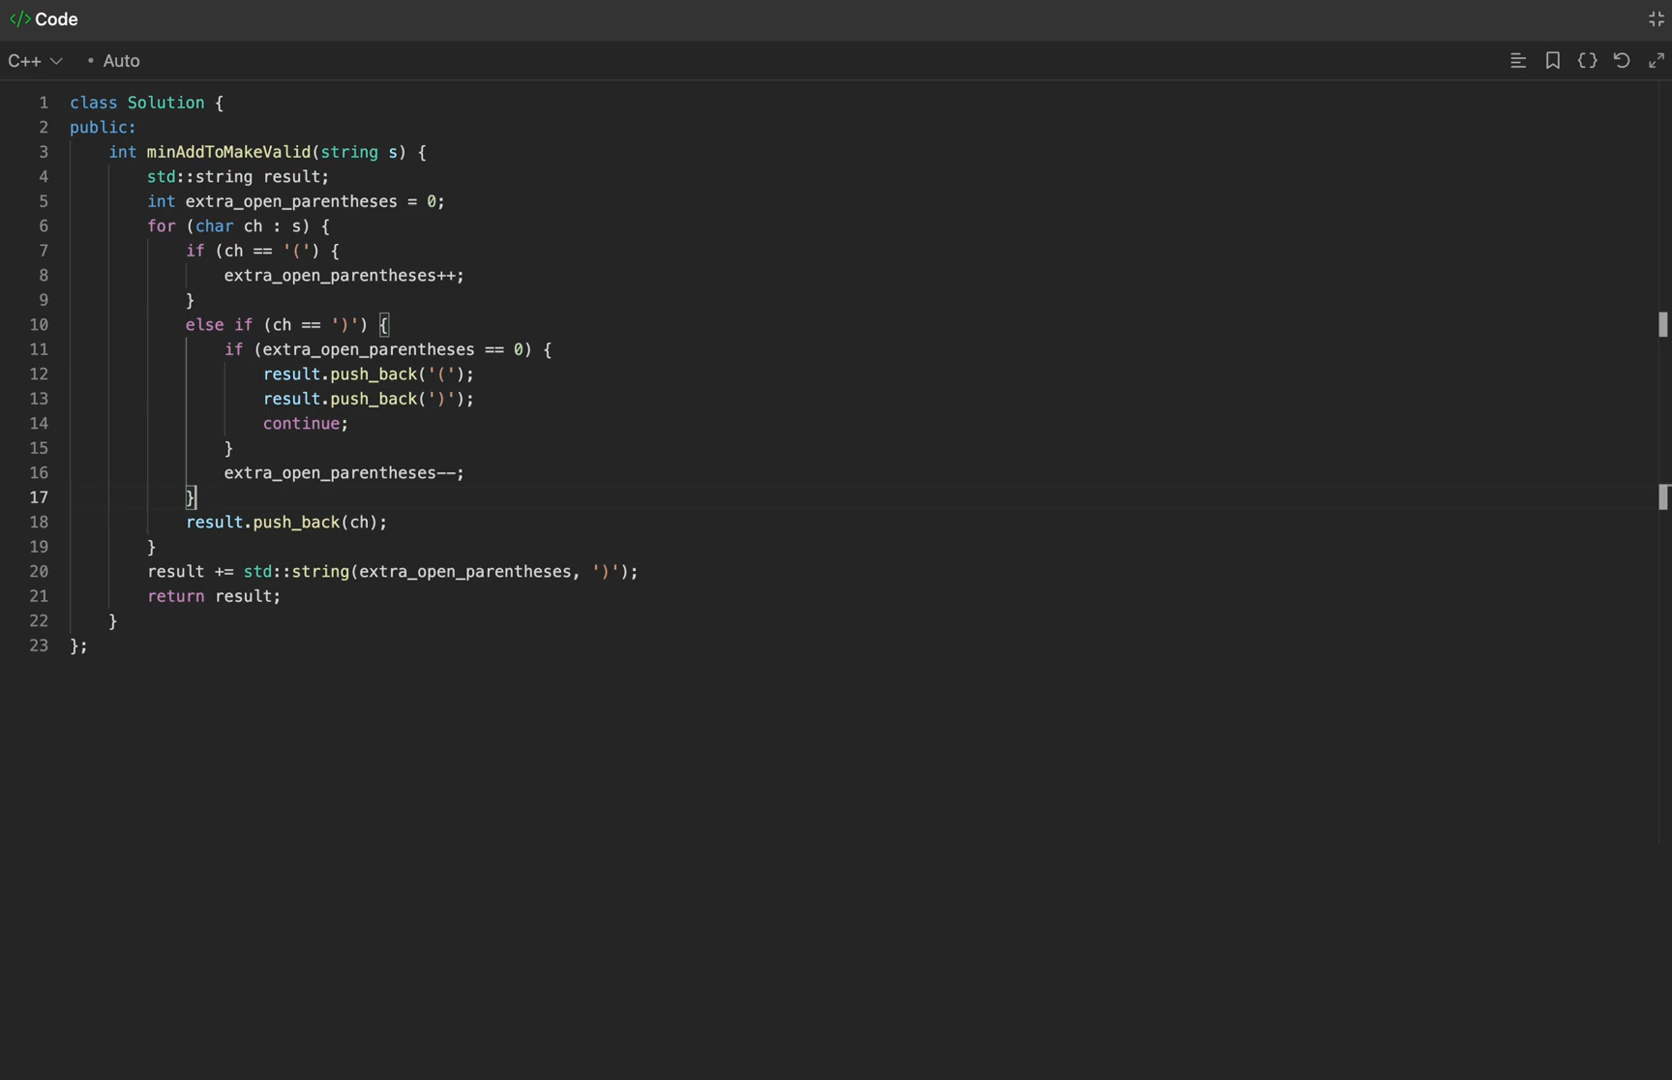 </> Code
C++ • Auto
1 class Solution {
2 public:
3     int minAddToMakeValid(string s) {
4         std::string result;
5         int extra_open_parentheses = 0;
6         for (char ch : s) {
7             if (ch == '(') {
8                 extra_open_parentheses++;
9             }
10             else if (ch == ')') {
11                 if (extra_open_parentheses == 0) {
12                     result.push_back('(');
13                     result.push_back(')');
14                     continue;
15                 }
16                 extra_open_parentheses--;
17             }
18             result.push_back(ch);
19         }
20         result += std::string(extra_open_parentheses, ')');
21         return result;
22     }
23 };